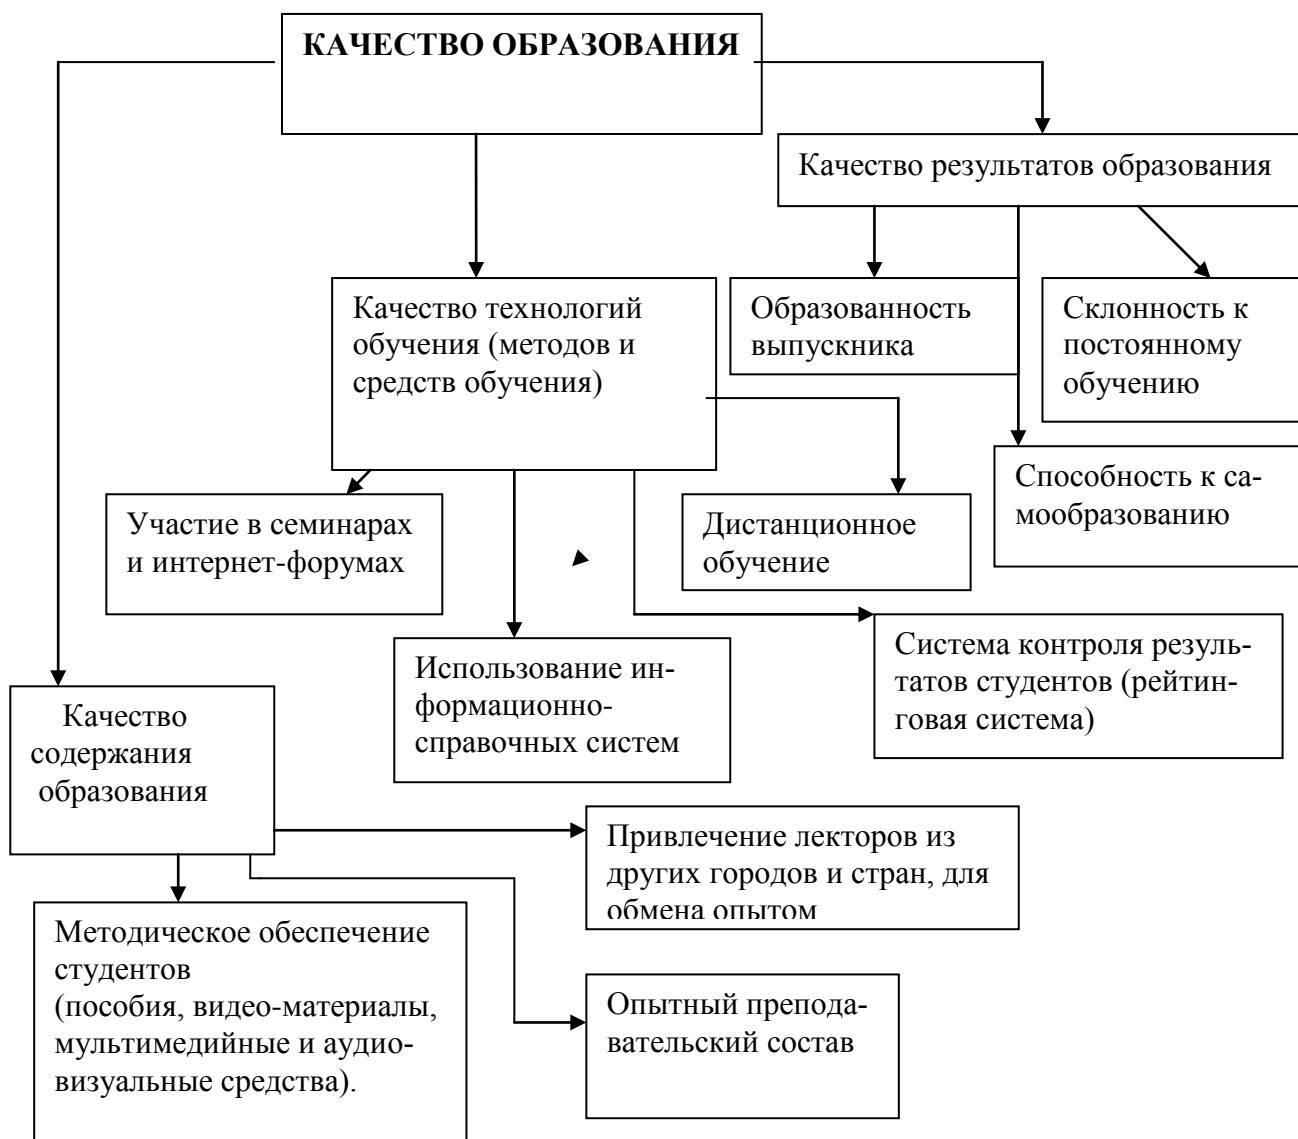 КАЧЕСТВО ОБРАЗОВАНИЯ
Качество результатов образования
Качество технологий
обучения (методов и
средств обучения)
Образованность
выпускника
Склонность к
постоянному
обучению
Способность к са-
мообразованию
Участие в семинарах
и интернет-форумах
Дистанционное
обучение
Использование ин-
формационно-
справочных систем
Система контроля резуль-
татов студентов (рейтин-
говая система)
Качество
содержания
образования
Привлечение лекторов из
других городов и стран, для
обмена опытом
Методическое обеспечение
студентов
(пособия, видео-материалы,
мультимедийные и аудио-
визуальные средства).
Опытный препода-
вательский состав